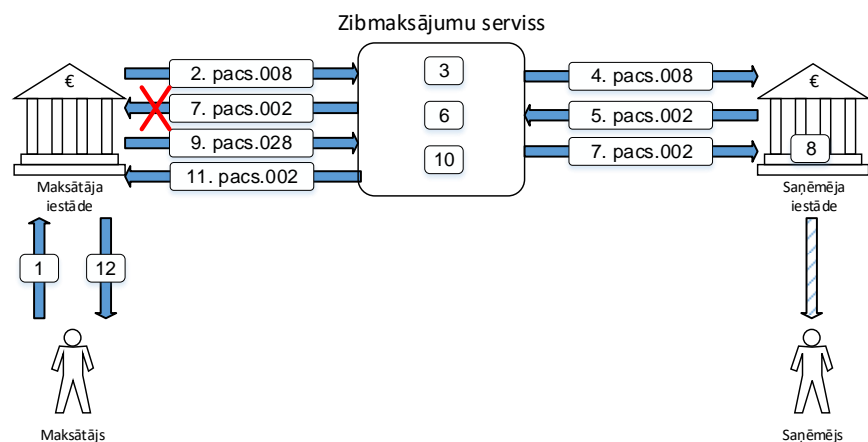 Zibmaksājumu serviss
€
2. pacs.008
3
4. pacs.008
€
7. pacs.002
6
5. pacs.002
9. pacs.028
10
7. pacs.002
8
11. pacs.002
Maksātāja
iestāde
Saņēmēja
iestāde
1
12
Maksātājs
Saņēmējs